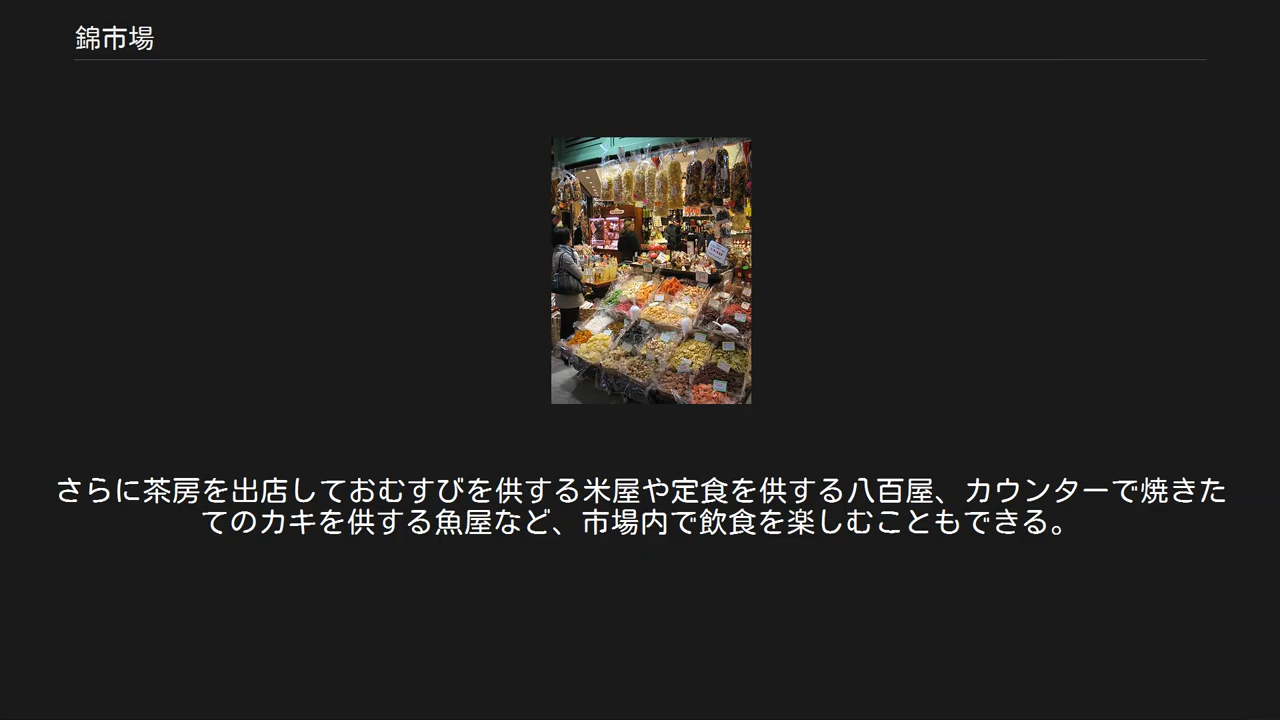 錦市場
さらに茶房を出店しておむすびを供する米屋や定食を供する八百屋、カウンターで焼きた
てのカキを供する魚屋など、市場内で飲食を楽しむこともできる。